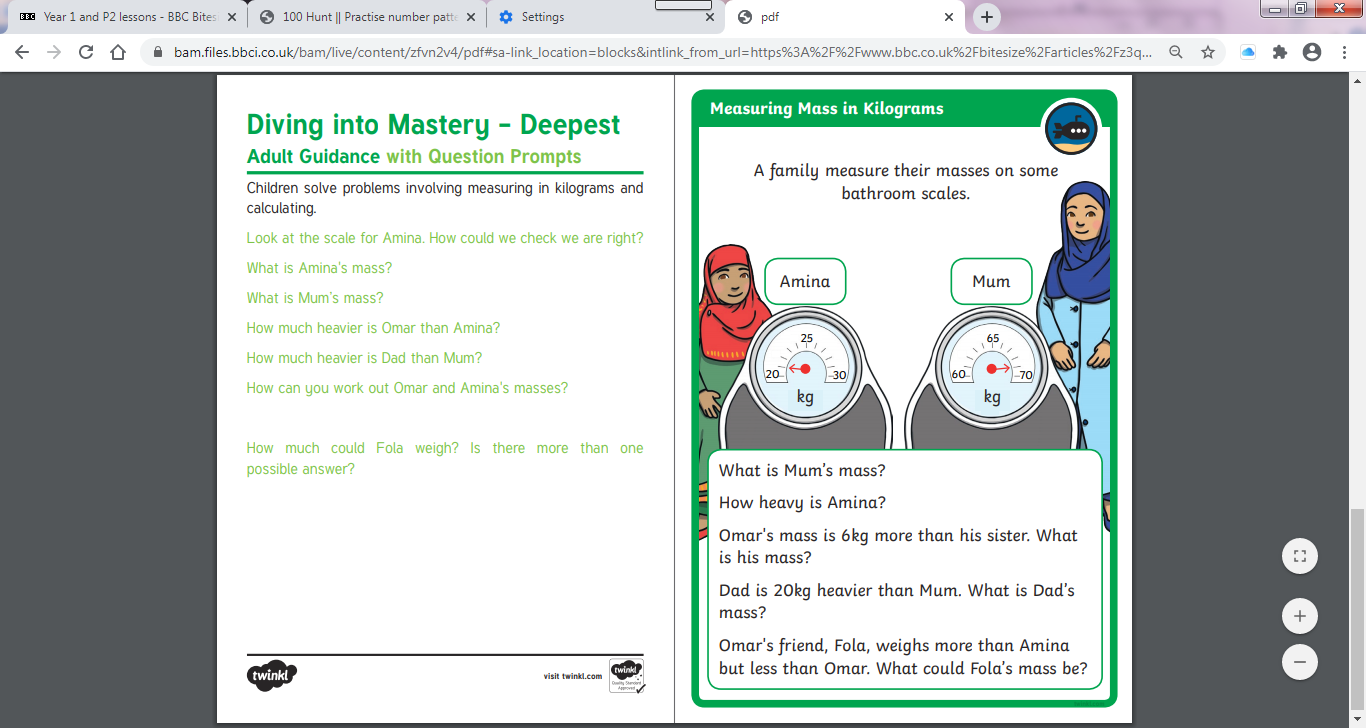 BBC Year 1 and P2 lessons - BBC Bites
100 Hunt || Practise number patte
Settings
pdf
bam.files.bbci.co.uk/bam/live/content/zfvn2v4/pdf#sa-link_location=blocks&intlink_from_url=https%3A%2F%2Fwww.bbc.co.uk%2Fbitesize%2Farticles%2Fz3q...
Diving into Mastery – Deepest
Adult Guidance with Question Prompts
Children solve problems involving measuring in kilograms and
calculating.
Look at the scale for Amina. How could we check we are right?
What is Amina's mass?
What is Mum's mass?
How much heavier is Omar than Amina?
How much heavier is Dad than Mum?
How can you work out Omar and Amina's masses?
How much could Fola weigh? Is there more than one
possible answer?
twinkl
visit twinkl.com
twinkl
Quality Standard
Approved
Measuring Mass in Kilograms
A family measure their masses on some
bathroom scales.
Amina
Mum
25
20
30
kg
65
60
70
kg
What is Mum's mass?
How heavy is Amina?
Omar's mass is 6kg more than his sister. What
is his mass?
Dad is 20kg heavier than Mum. What is Dad's
mass?
Omar's friend, Fola, weighs more than Amina
but less than Omar. What could Fola's mass be?